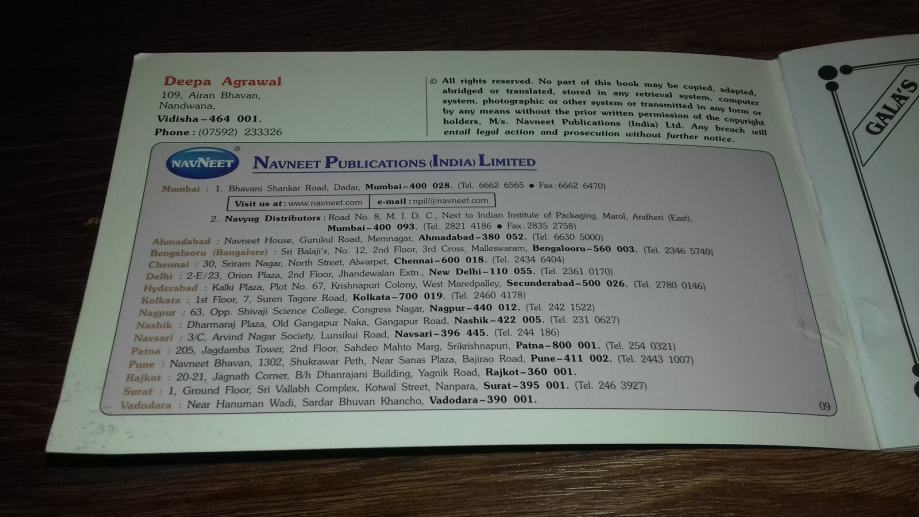 Deepa Agrawal
109, Airan Bhavan,
Nandwana,
Vidisha–464 001.
Phone : (07592) 233326
© All rights reserved. No part of this book may be copied, adapted,
abridged or translated, stored in any retrieval system, computer
system, photographic or other system or transmitted in any form or
by any means without the prior written permission of the copyright
holders, M/s. Navneet Publications (India) Ltd. Any breach will
entail legal action and prosecution without further notice.
NAVNEET ® NAVNEET PUBLICATIONS (INDIA) LIMITED
Mumbai : 1. Bhavani Shankar Road, Dadar, Mumbai–400 028. (Tel. 6662 6565 ● Fax : 6662 6470)
Visit us at : www.navneet.com e-mail : npil@navneet.com
2. Navyug Distributors : Road No. 8, M. I. D. C., Next to Indian Institute of Packaging, Marol, Andheri (East),
Mumbai–400 093. (Tel. 2821 4186 ● Fax : 2835 2758)
Ahmadabad : Navneet House, Gurukul Road, Memnagar, Ahmadabad–380 052. (Tel. 6630 5000)
Bengalooru (Bangalore) : Sri Balaji's, No. 12, 2nd Floor, 3rd Cross, Malleswaram, Bengalooru–560 003. (Tel. 2346 5740)
Chennai : 30, Sriram Nagar, North Street, Alwarpet, Chennai–600 018. (Tel. 2434 6404)
Delhi : 2-E/23, Orion Plaza, 2nd Floor, Jhandewalan Extn., New Delhi–110 055. (Tel. 2361 0170)
Hyderabad : Kalki Plaza, Plot No. 67, Krishnapuri Colony, West Maredpalley, Secunderabad–500 026. (Tel. 2780 0146)
Kolkata : 1st Floor, 7, Suren Tagore Road, Kolkata–700 019. (Tel. 2460 4178)
Nagpur : 63, Opp. Shivaji Science College, Congress Nagar, Nagpur–440 012. (Tel. 242 1522)
Nashik : Dharmaraj Plaza, Old Gangapur Naka, Gangapur Road, Nashik–422 005. (Tel. 231 0627)
Navsari : 3/C, Arvind Nagar Society, Lunsikui Road, Navsari–396 445. (Tel. 244 186)
Patna : 205, Jagdamba Tower, 2nd Floor, Sahdeo Mahto Marg, Srikrishnapuri, Patna–800 001. (Tel. 254 0321)
Pune : Navneet Bhavan, 1302, Shukrawar Peth, Near Sanas Plaza, Bajirao Road, Pune–411 002. (Tel. 2443 1007)
Rajkot : 20-21, Jagnath Corner, B/h Dhanrajani Building, Yagnik Road, Rajkot–360 001.
Surat : 1, Ground Floor, Sri Vallabh Complex, Kotwal Street, Nanpara, Surat–395 001. (Tel. 246 3927)
Vadodara : Near Hanuman Wadi, Sardar Bhuvan Khancho, Vadodara–390 001.
09
GALA'S